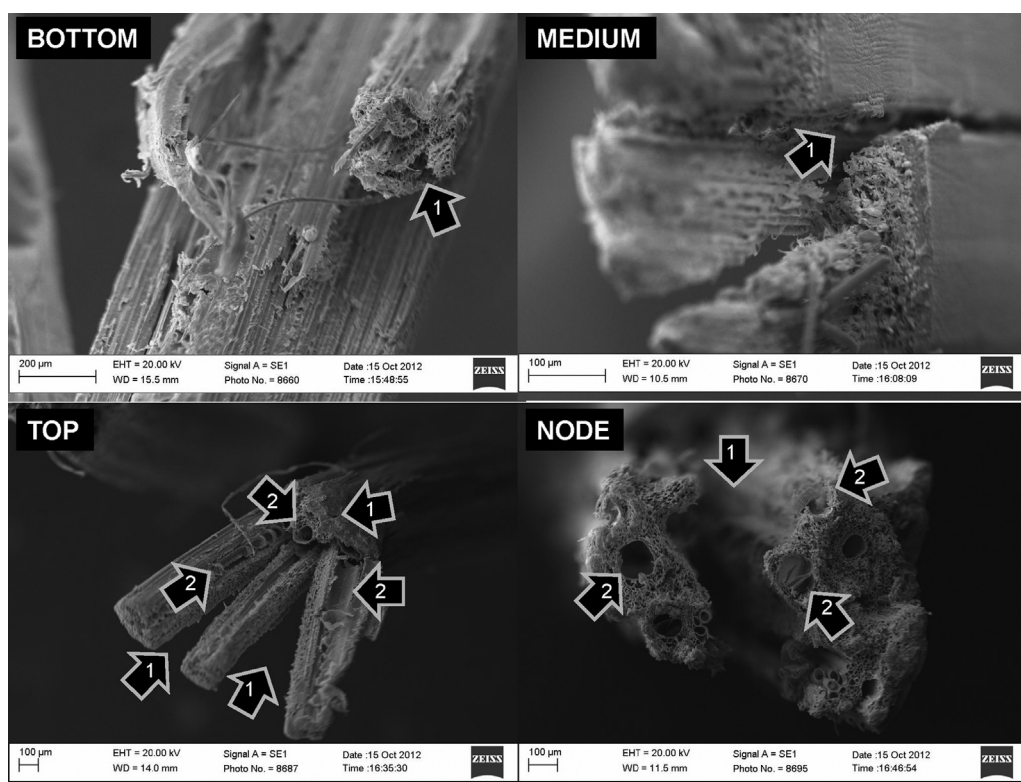 BOTTOM
1
200 µm
EHT = 20.00 kV
WD = 15.5 mm
Signal A = SE1
Photo No. = 8660
Date :15 Oct 2012
Time :15:48:55
ZEISS
MEDIUM
1
100 µm
EHT = 20.00 kV
WD = 10.5 mm
Signal A = SE1
Photo No. = 8670
Date :15 Oct 2012
Time :16:08:09
ZEISS
TOP
2
1
2
2
1
1
100 µm
EHT = 20.00 kV
WD = 14.0 mm
Signal A = SE1
Photo No. = 8687
Date :15 Oct 2012
Time :16:35:30
ZEISS
NODE
1
2
2
2
100 µm
EHT = 20.00 kV
WD = 11.5 mm
Signal A = SE1
Photo No. = 8695
Date :15 Oct 2012
Time :16:46:54
ZEISS